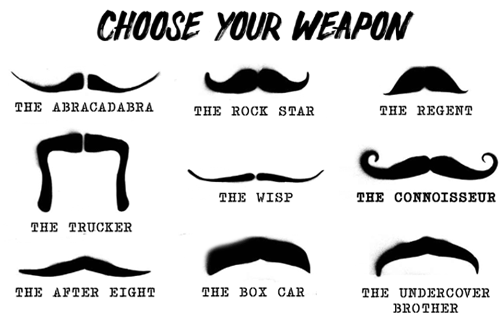 CHOOSE YOUR WEAPON
THE ABRACADABRA
THE ROCK STAR
THE REGENT
THE TRUCKER
THE WISP
THE CONNOISSEUR
THE AFTER EIGHT
THE BOX CAR
THE UNDERCOVER
BROTHER